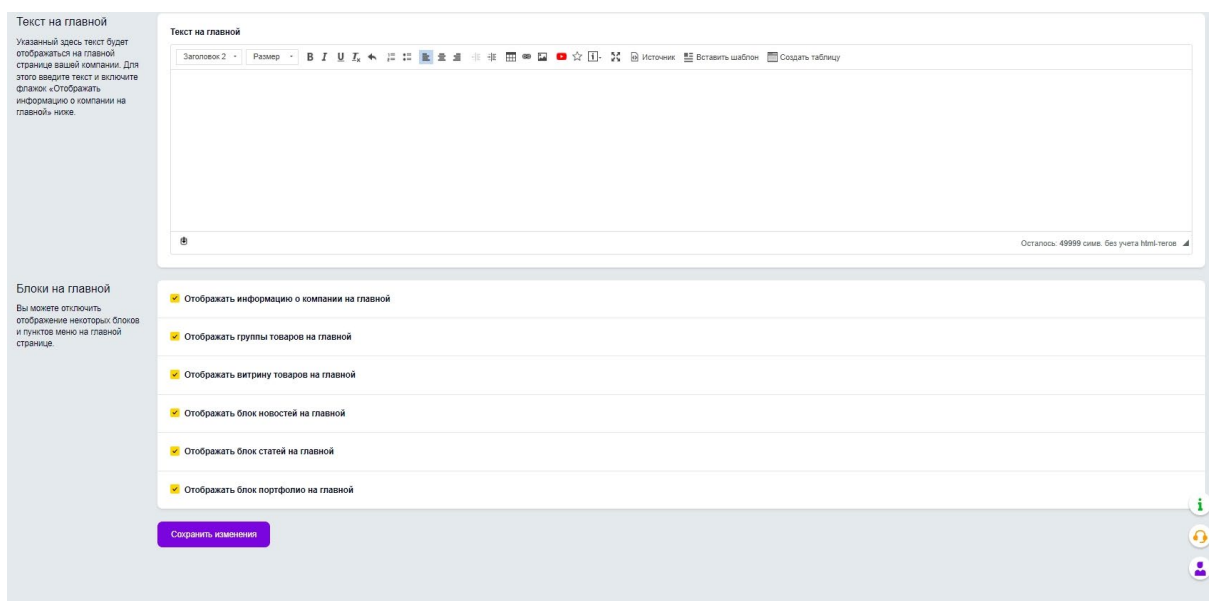 Текст на главной
Указанный здесь текст будет
отображаться на главной
странице вашей компании. Для
этого введите текст и включите
флажок «Отображать
информацию о компании на
главной» ниже.
Текст на главной
Заголовок 2 Размер B I U Ix Источник Вставить шаблон Создать таблицу
Осталось: 49999 симв. без учета html-тегов
Блоки на главной
Вы можете отключить
отображение некоторых блоков
и пунктов меню на главной
странице.
Отображать информацию о компании на главной
Отображать группы товаров на главной
Отображать витрину товаров на главной
Отображать блок новостей на главной
Отображать блок статей на главной
Отображать блок портфолио на главной
Сохранить изменения